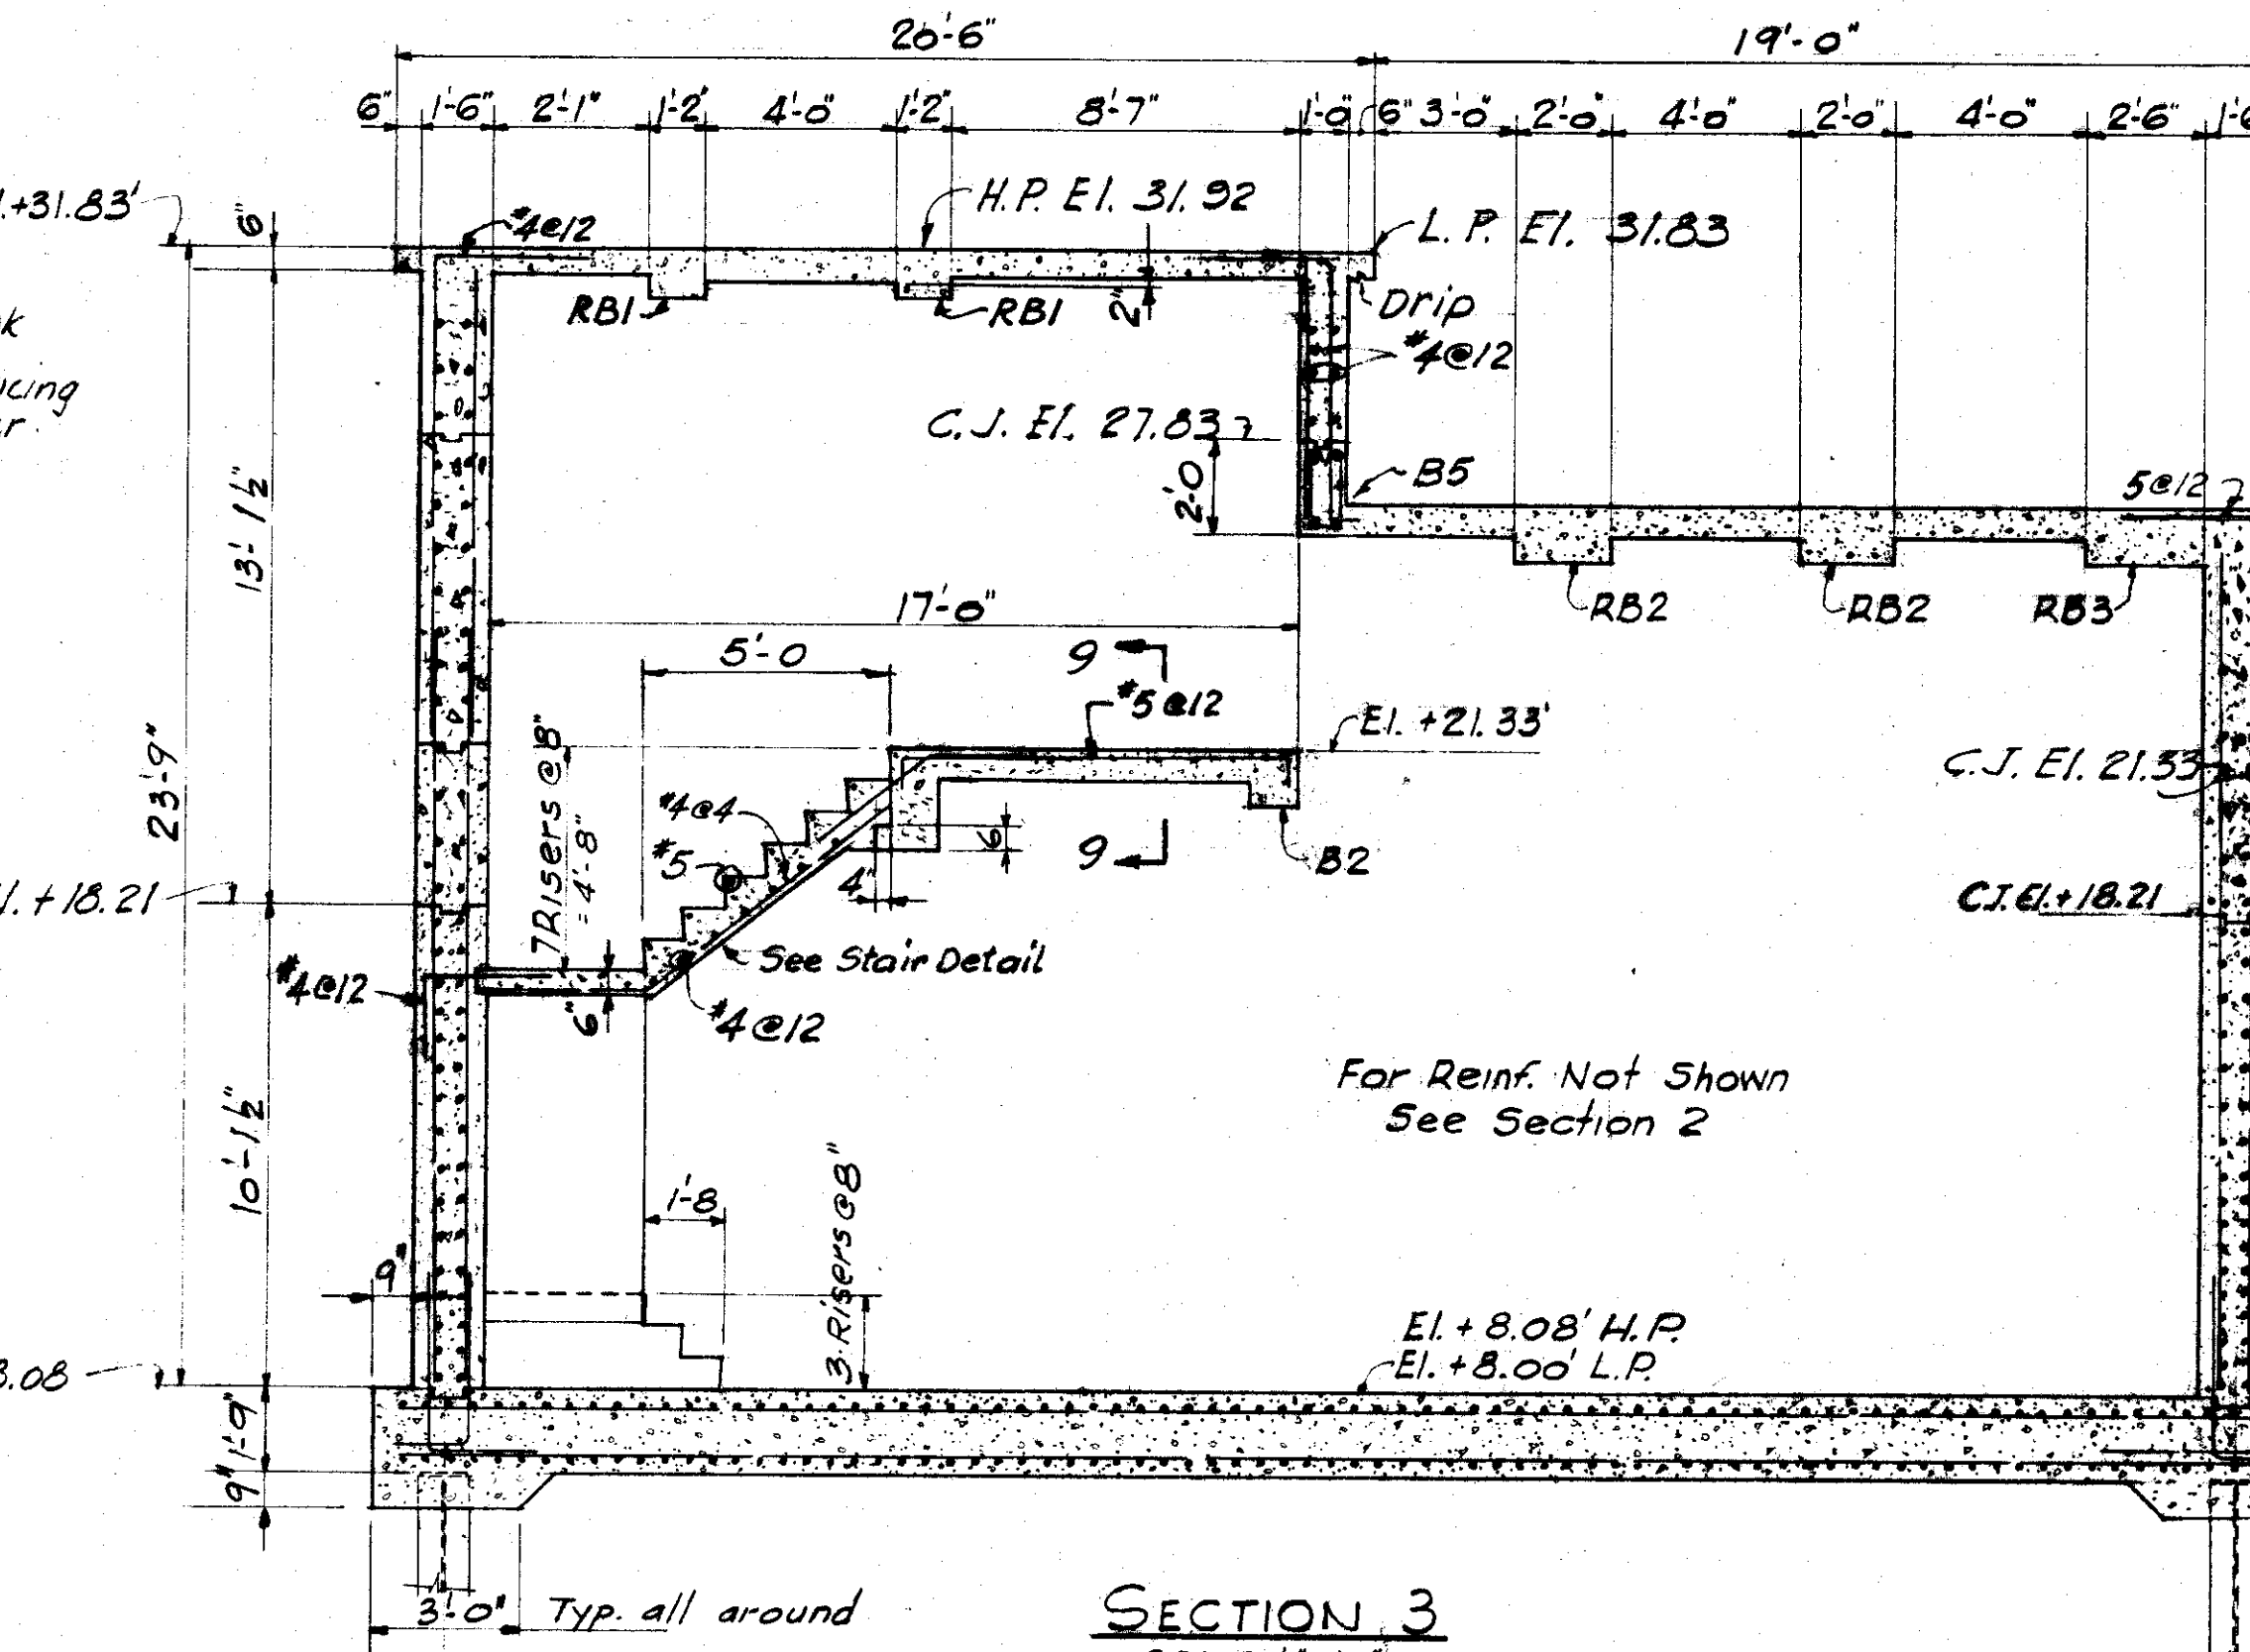 20'-6" 19'-0"
6" 1'-6" 2'-1" 1'-2" 4'-0" 1'-2" 8'-7" 1'-0" 6" 3'-0" 2'-0" 4'-0" 2'-0" 4'-0" 2'-6"
+31.83'
6"
#4@12
H.P. El. 31.92
L.P. El. 31.83
RB1
RB1
2"
Drip
#4@12
C.J. El. 27.83
2'-0
B5
5@12
13'-1½"
17'-0"
RB2
RB2
RB3
5'-0
9
#5@12
El. +21.33'
C.J. El. 21.33
23'-9"
7Risers@8"
=4'-8"
#4@4
#5
6
4"
9
B2
+18.21
C.J. El.+18.21
See Stair Detail
#4@12
6"
#4@12
For Reinf. Not Shown
See Section 2
10'-1½"
1'-8
3 Risers@8"
9"
El. +8.08' H.P.
El. +8.00' L.P.
1'-9"
9"
3'-0" Typ. all around
SECTION 3